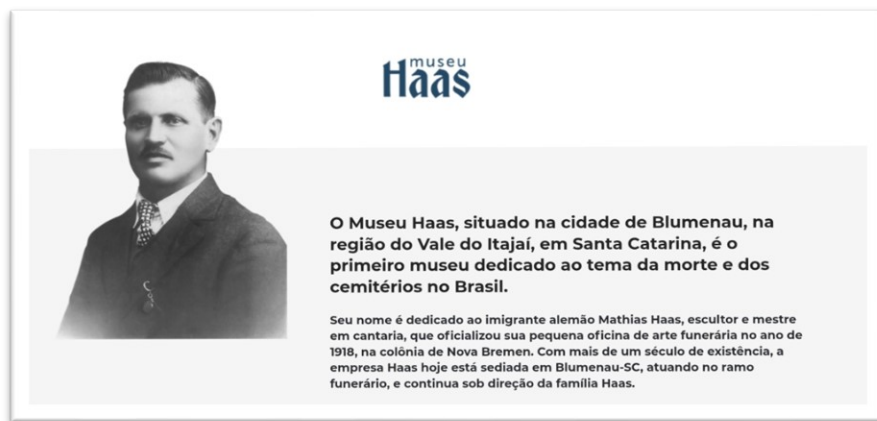 museu
Haas
O Museu Haas, situado na cidade de Blumenau, na
região do Vale do Itajaí, em Santa Catarina, é o
primeiro museu dedicado ao tema da morte e dos
cemitérios no Brasil.
Seu nome é dedicado ao imigrante alemão Mathias Haas, escultor e mestre
em cantaria, que oficializou sua pequena oficina de arte funerária no ano de
1918, na colônia de Nova Bremen. Com mais de um século de existência, a
empresa Haas hoje está sediada em Blumenau-SC, atuando no ramo
funerário, e continua sob direção da família Haas.